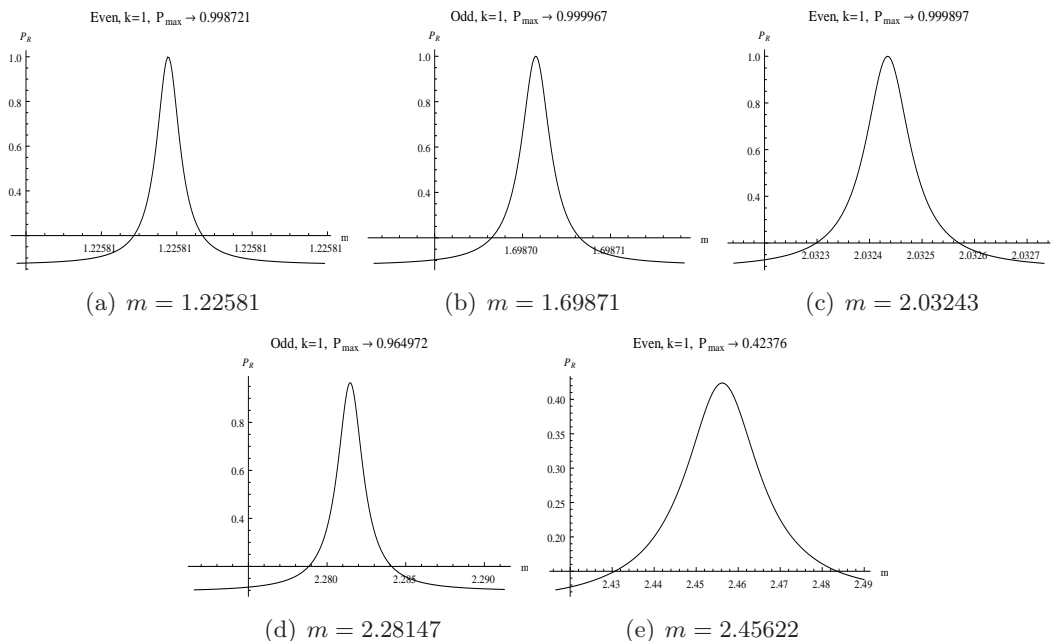 Even, k=1, P_max → 0.998721
P_R
1.0
0.8
0.6
0.4
1.22581 1.22581 1.22581 1.22581 m
(a) m = 1.22581
Odd, k=1, P_max → 0.999967
P_R
1.0
0.8
0.6
0.4
1.69870 1.69871 m
(b) m = 1.69871
Even, k=1, P_max → 0.999897
P_R
1.0
0.8
0.6
0.4
2.0323 2.0324 2.0325 2.0326 2.0327 m
(c) m = 2.03243
Odd, k=1, P_max → 0.964972
P_R
0.8
0.6
0.4
2.280 2.285 2.290 m
(d) m = 2.28147
Even, k=1, P_max → 0.42376
P_R
0.40
0.35
0.30
0.25
0.20
2.43 2.44 2.45 2.46 2.47 2.48 2.49 m
(e) m = 2.45622